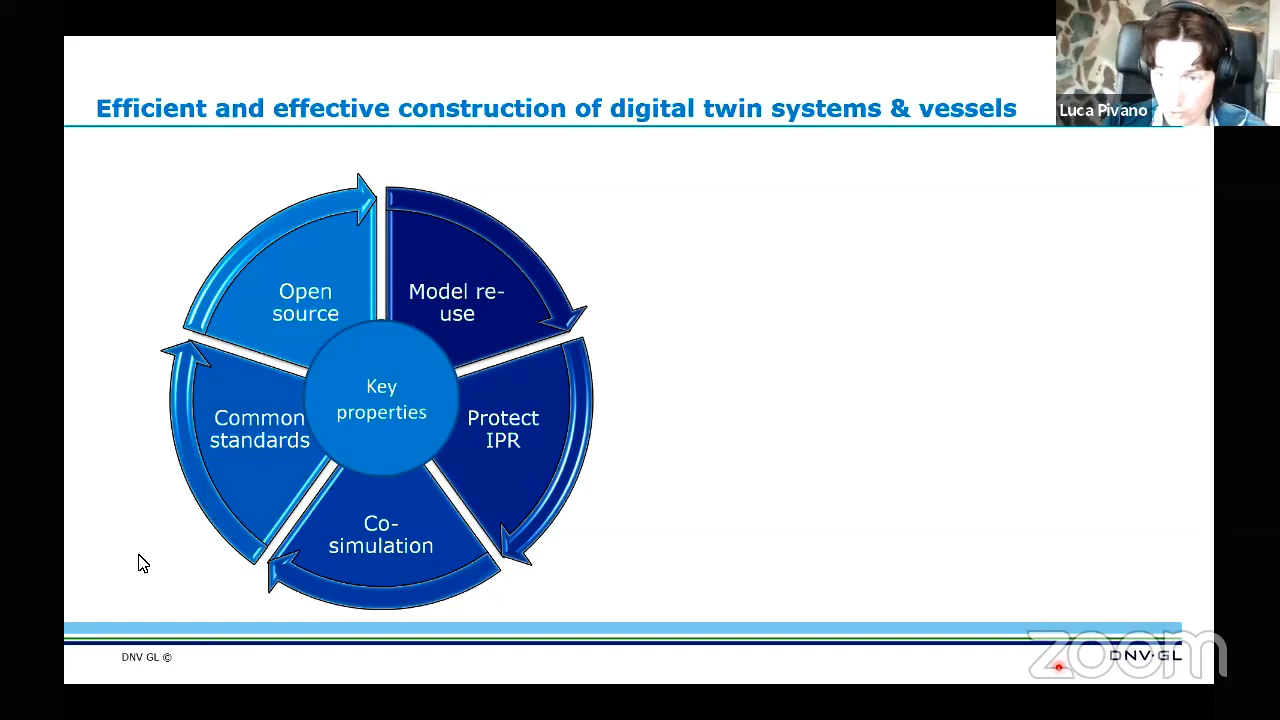 Efficient and effective construction of digital twin systems & vessels
Luca Pivano
Open
source
Model re-
use
Key
properties
Common
standards
Protect
IPR
Co-
simulation
DNV GL ©
DNV·GL
zoom